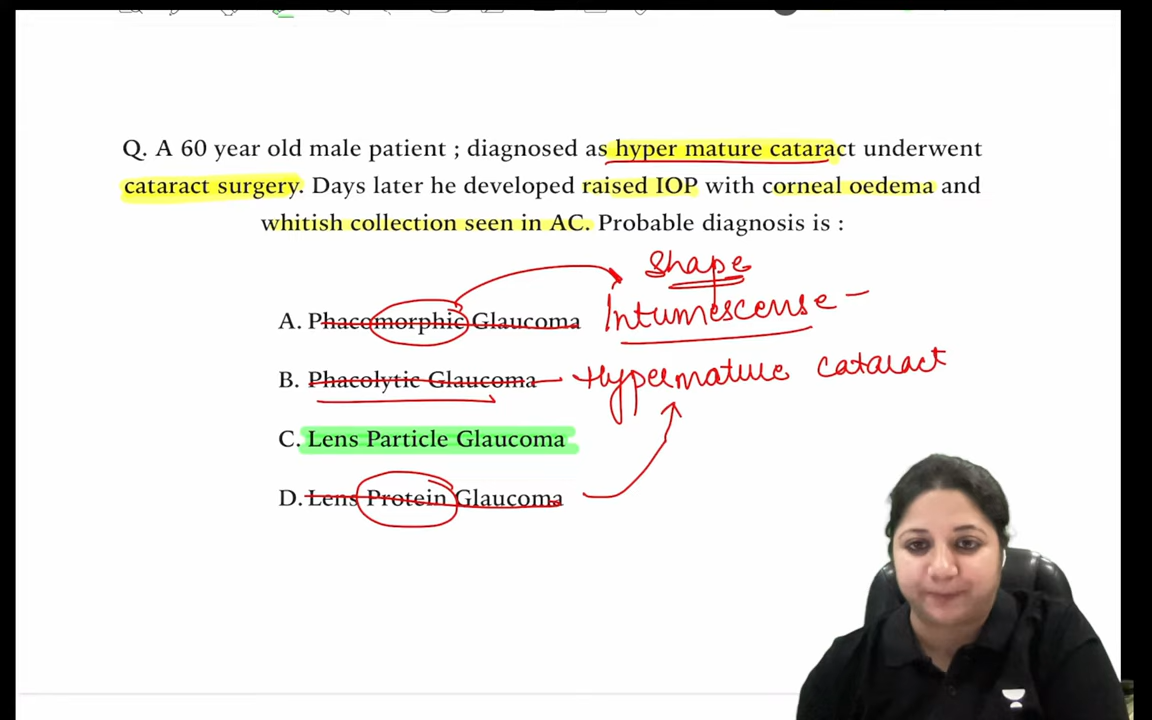 Q. A 60 year old male patient ; diagnosed as hyper mature cataract underwent
cataract surgery. Days later he developed raised IOP with corneal oedema and
whitish collection seen in AC. Probable diagnosis is :
Shape
A. Phacomorphic Glaucoma Intumescense -
B. Phacolytic Glaucoma - Hypermature cataract
C. Lens Particle Glaucoma
D. Lens Protein Glaucoma